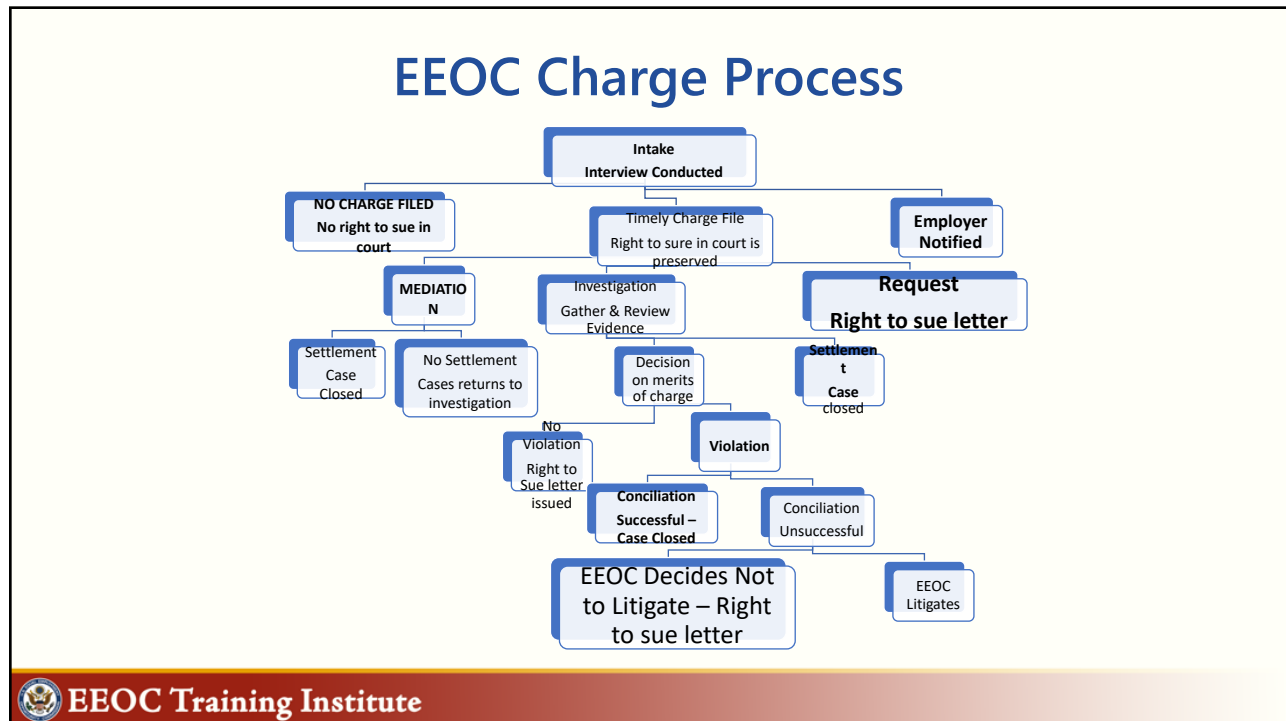 EEOC Charge Process
Intake
Interview Conducted
NO CHARGE FILED
No right to sue in
court
Timely Charge File
Right to sure in court is
preserved
Employer
Notified
MEDIATIO
N
Investigation
Gather & Review
Evidence
Request
Right to sue letter
Settlement
Case
Closed
No Settlement
Cases returns to
investigation
Decision
on merits
of charge
Settlemen
t
Case
closed
No
Violation
Right to
Sue letter
issued
Violation
Conciliation
Successful –
Case Closed
Conciliation
Unsuccessful
EEOC Decides Not
to Litigate – Right
to sue letter
EEOC
Litigates
EEOC Training Institute